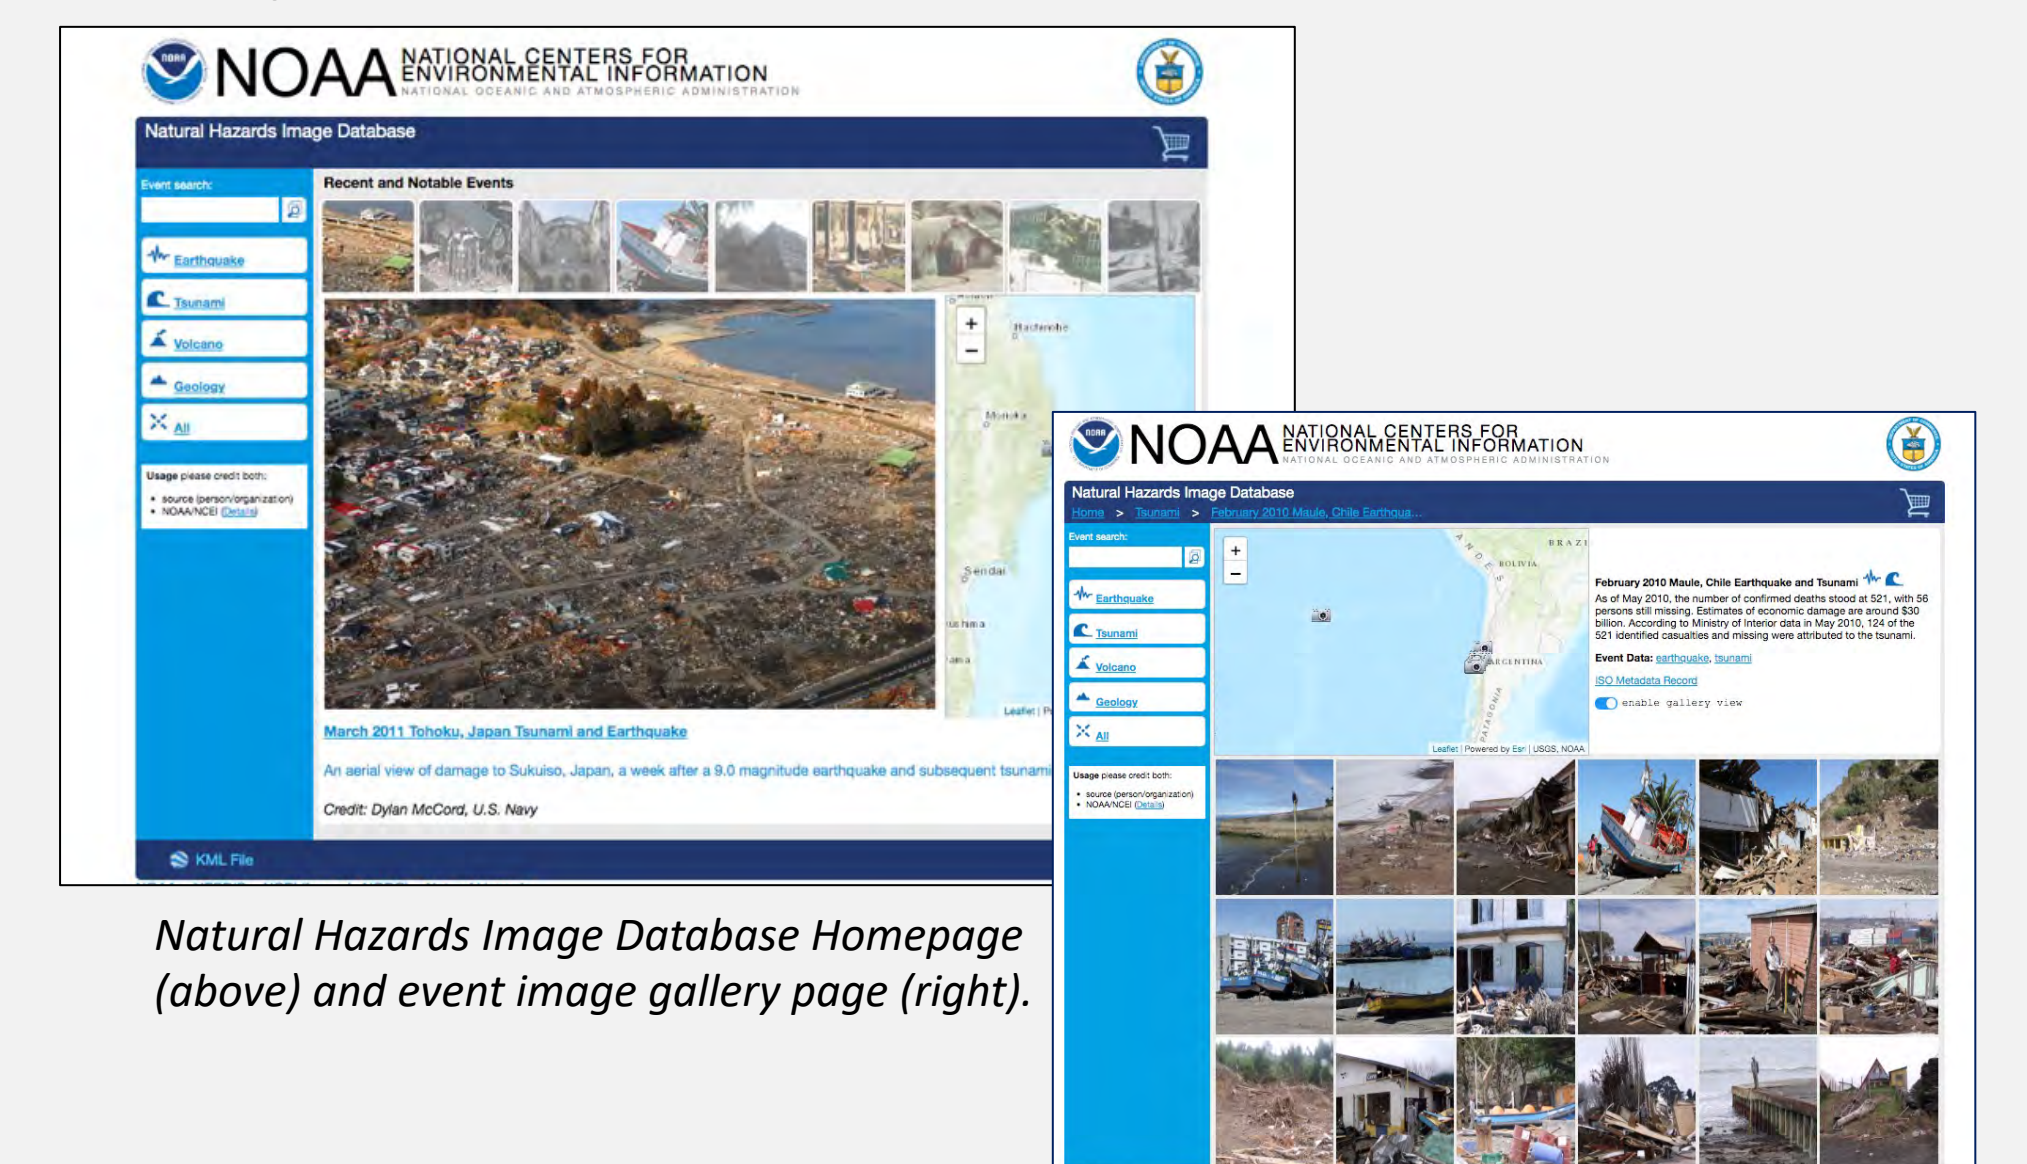 NOAA
NATIONAL CENTERS FOR
ENVIRONMENTAL INFORMATION
NATIONAL OCEANIC AND ATMOSPHERIC ADMINISTRATION
Natural Hazards Image Database
Event search:
Recent and Notable Events
Earthquake
Tsunami
Volcano
Geology
All
Usage please credit both:
• source (person/organization)
• NOAA/NCEI (Details)
+
−
Hachinohe
Morioka
Sendai
Leaflet | P
March 2011 Tohoku, Japan Tsunami and Earthquake
An aerial view of damage to Sukuiso, Japan, a week after a 9.0 magnitude earthquake and subsequent tsunami
Credit: Dylan McCord, U.S. Navy
KML File
NOAA
NATIONAL CENTERS FOR
ENVIRONMENTAL INFORMATION
NATIONAL OCEANIC AND ATMOSPHERIC ADMINISTRATION
Natural Hazards Image Database
Home > Tsunami > February 2010 Maule, Chile Earthqua...
Event search:
Earthquake
Tsunami
Volcano
Geology
All
Usage please credit both:
• source (person/organization)
• NOAA/NCEI (Details)
+
−
ANDES
BRAZI
BOLIVIA
ARGENTINA
PATAGONIA
Leaflet | Powered by Esri | USGS, NOAA
February 2010 Maule, Chile Earthquake and Tsunami
As of May 2010, the number of confirmed deaths stood at 521, with 56
persons still missing. Estimates of economic damage are around $30
billion. According to Ministry of Interior data in May 2010, 124 of the
521 identified casualties and missing were attributed to the tsunami.
Event Data: earthquake, tsunami
ISO Metadata Record
enable gallery view
Natural Hazards Image Database Homepage
(above) and event image gallery page (right).